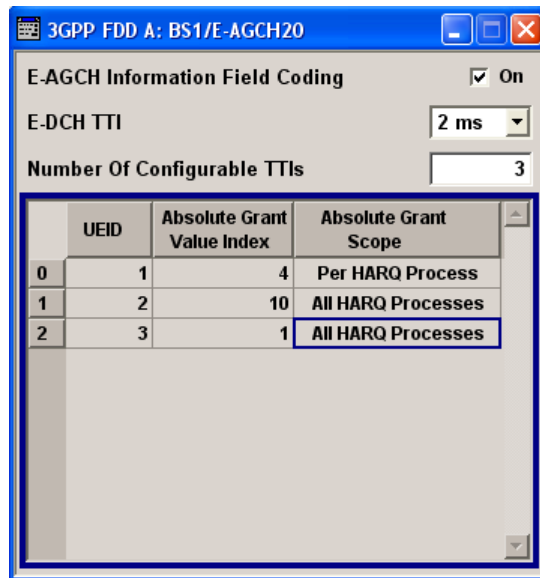 3GPP FDD A: BS1/E-AGCH20
E-AGCH Information Field Coding On
E-DCH TTI 2 ms
Number Of Configurable TTIs 3
UEID Absolute Grant Value Index Absolute Grant Scope
0 1 4 Per HARQ Process
1 2 10 All HARQ Processes
2 3 1 All HARQ Processes